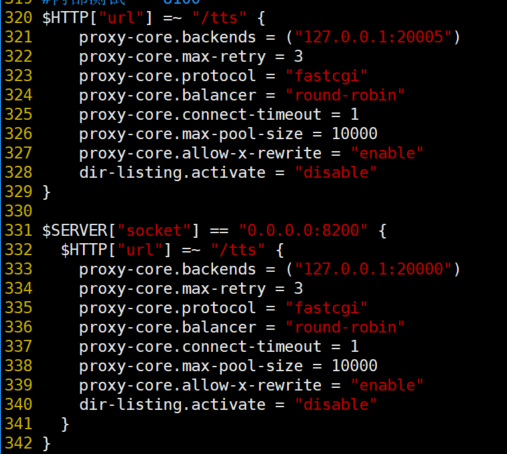 319 #内部测试 8100
320 $HTTP["url"] =~ "/tts" {
321     proxy-core.backends = ("127.0.0.1:20005")
322     proxy-core.max-retry = 3
323     proxy-core.protocol = "fastcgi"
324     proxy-core.balancer = "round-robin"
325     proxy-core.connect-timeout = 1
326     proxy-core.max-pool-size = 10000
327     proxy-core.allow-x-rewrite = "enable"
328     dir-listing.activate = "disable"
329 }
330
331 $SERVER["socket"] == "0.0.0.0:8200" {
332   $HTTP["url"] =~ "/tts" {
333     proxy-core.backends = ("127.0.0.1:20000")
334     proxy-core.max-retry = 3
335     proxy-core.protocol = "fastcgi"
336     proxy-core.balancer = "round-robin"
337     proxy-core.connect-timeout = 1
338     proxy-core.max-pool-size = 10000
339     proxy-core.allow-x-rewrite = "enable"
340     dir-listing.activate = "disable"
341   }
342 }